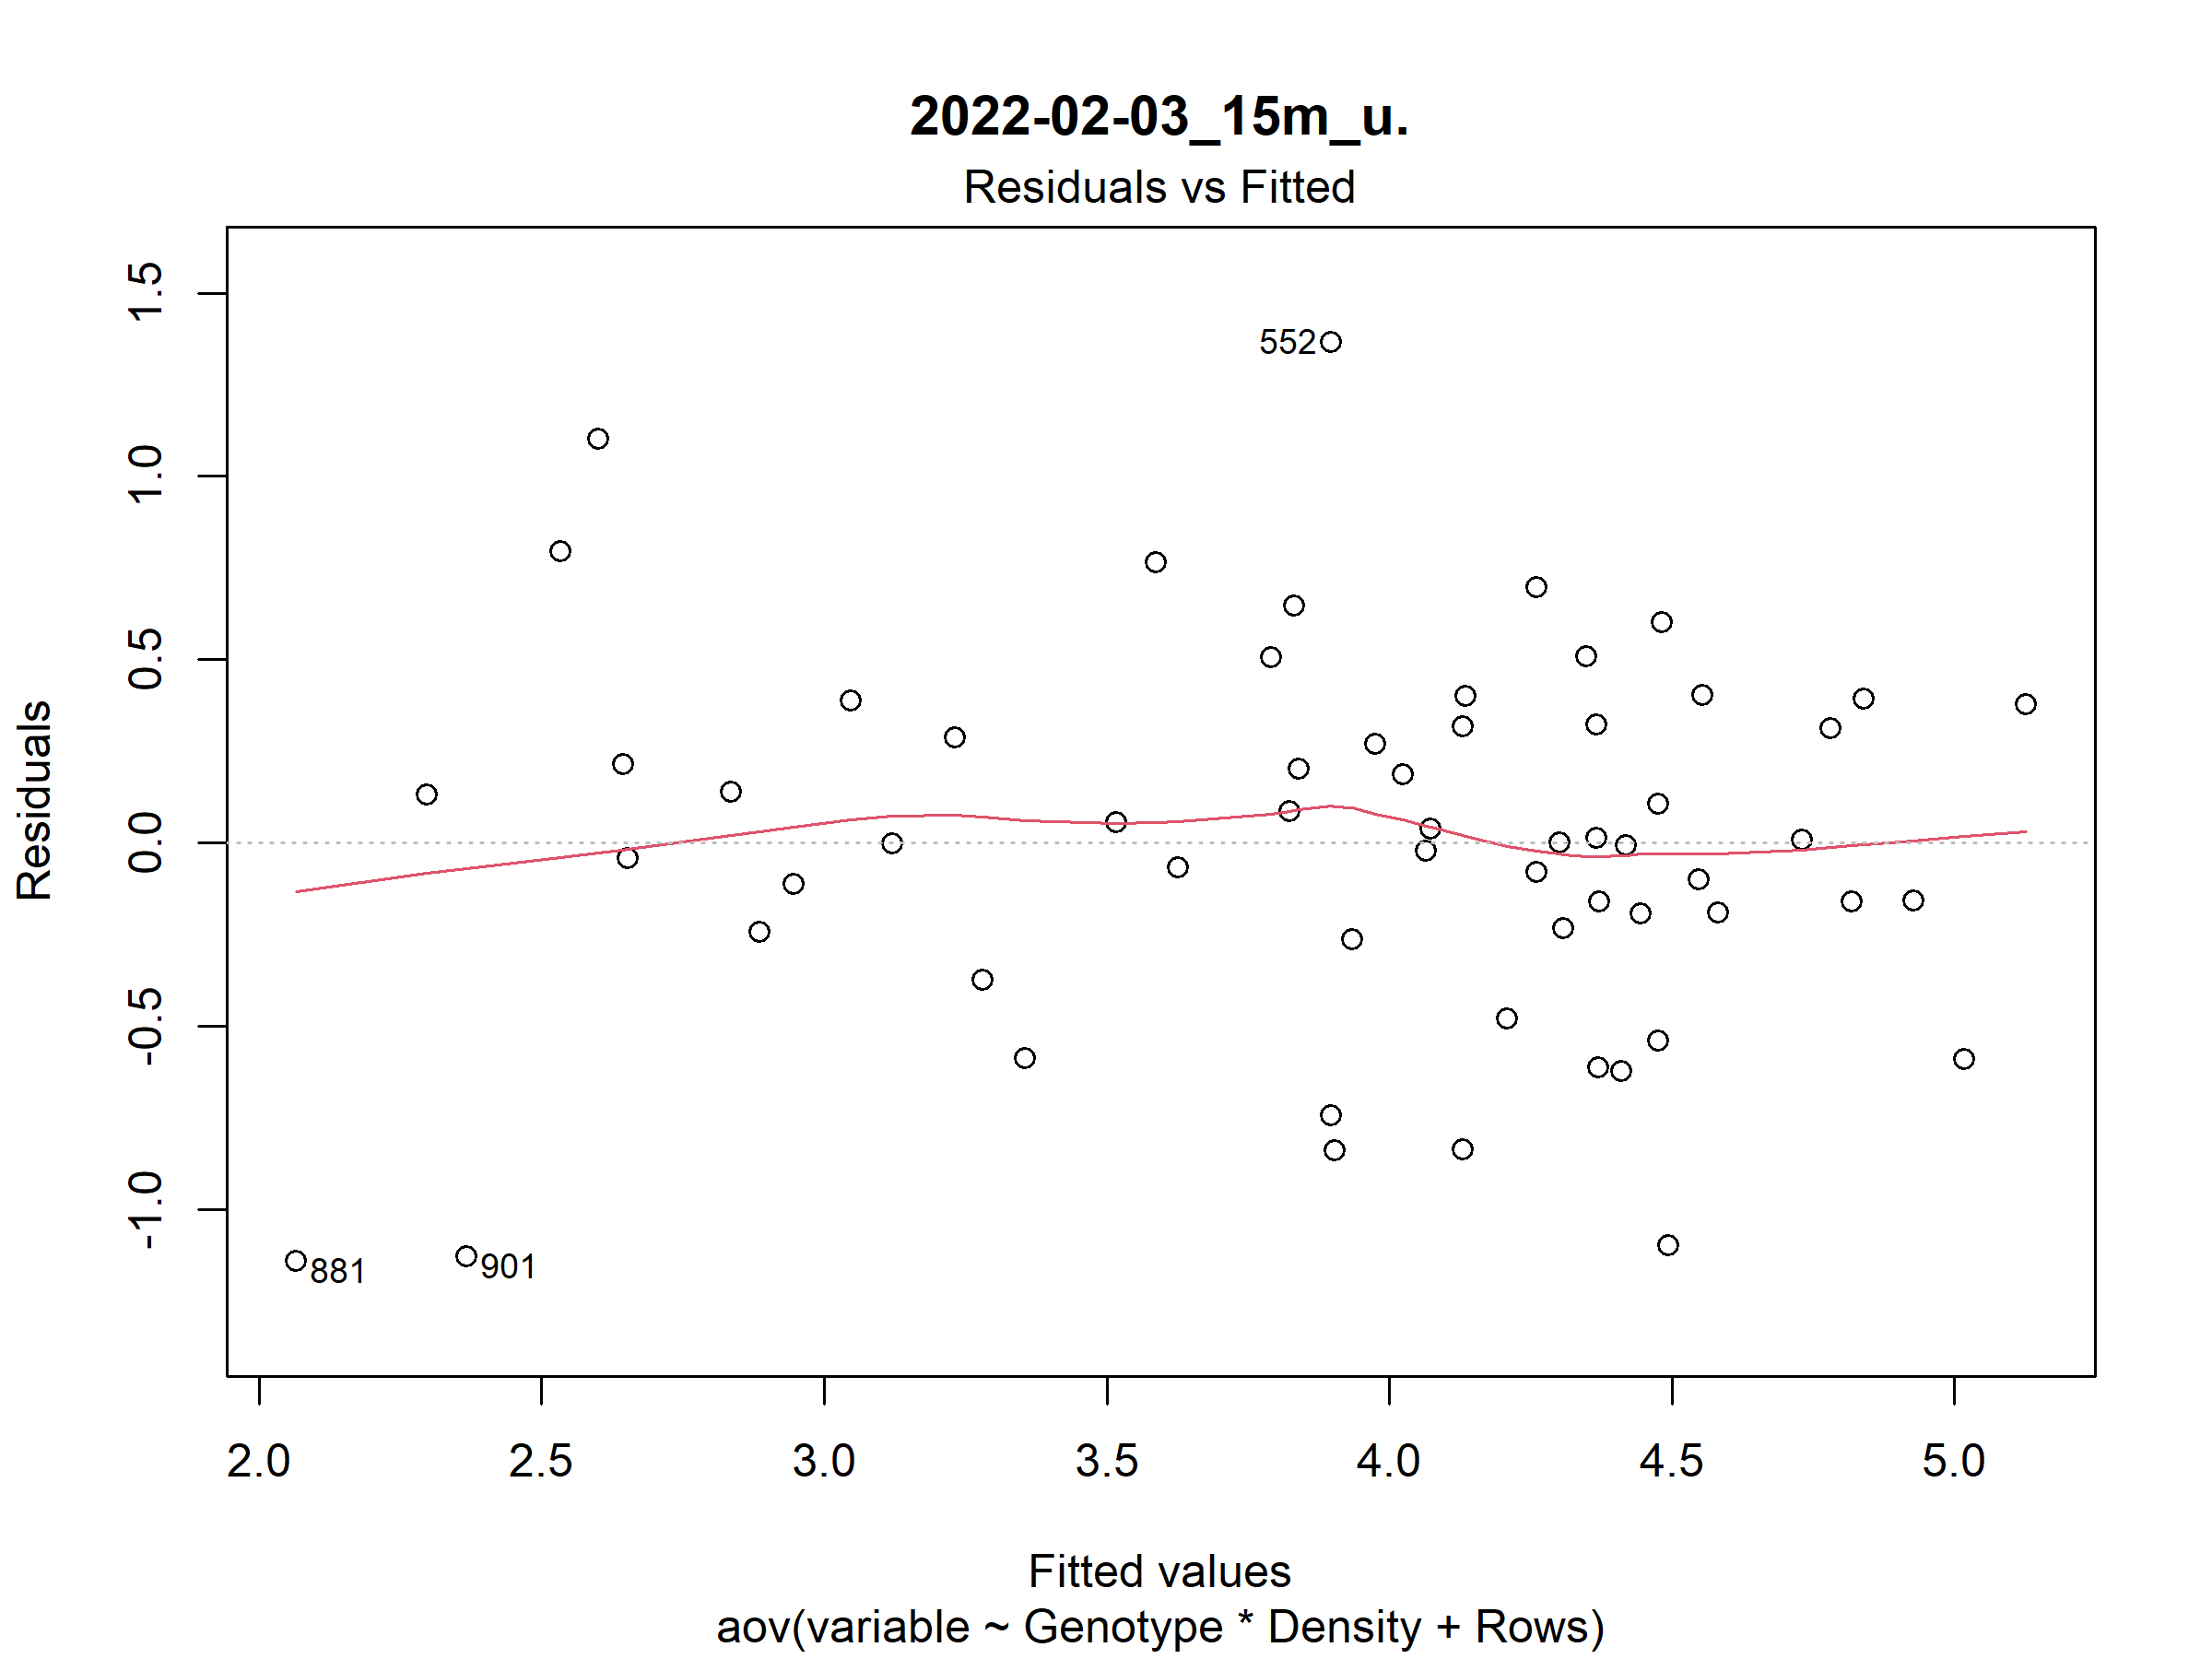 2022-02-03_15m_u.
Residuals vs Fitted
1.5
1.0
0.5
0.0
-0.5
-1.0
Residuals
552
881
901
2.0 2.5 3.0 3.5 4.0 4.5 5.0
Fitted values
aov(variable ~ Genotype * Density + Rows)